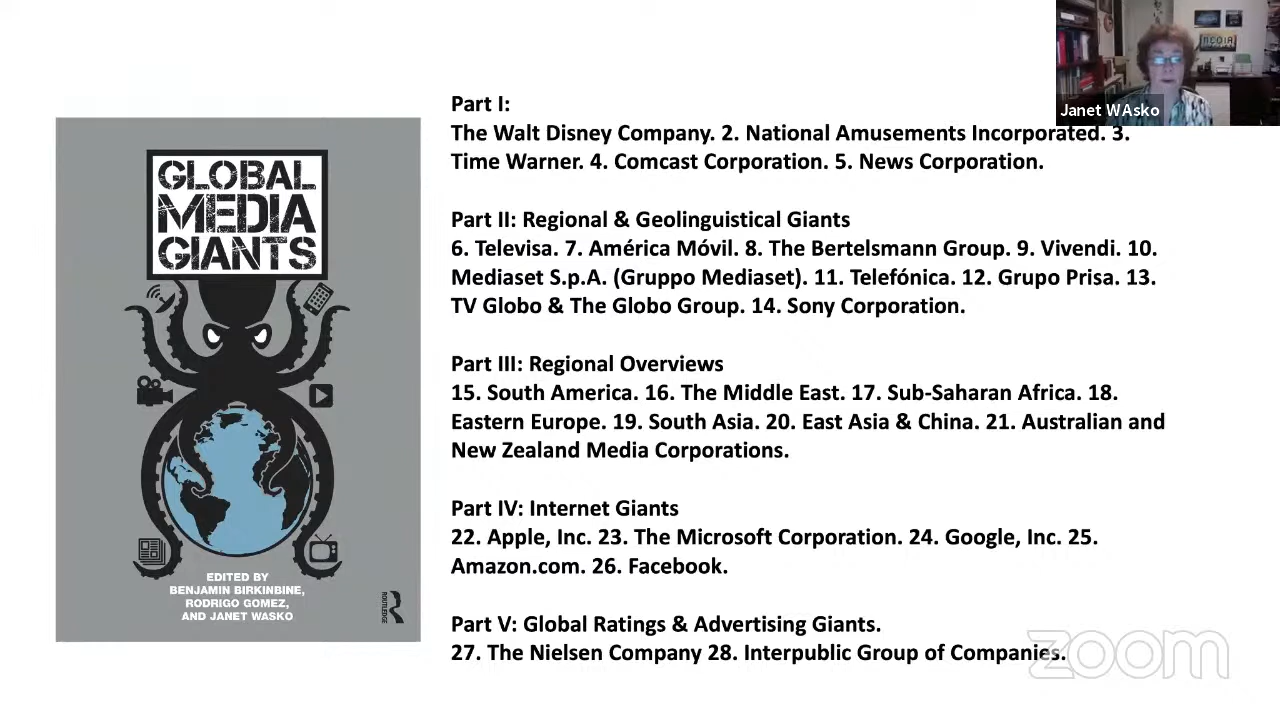 Janet WAsko
GLOBAL
MEDIA
GIANTS
EDITED BY
BENJAMIN BIRKINBINE,
RODRIGO GOMEZ,
AND JANET WASKO
ROUTLEDGE
Part I:
The Walt Disney Company. 2. National Amusements Incorporated. 3.
Time Warner. 4. Comcast Corporation. 5. News Corporation.
Part II: Regional & Geolinguistical Giants
6. Televisa. 7. América Móvil. 8. The Bertelsmann Group. 9. Vivendi. 10.
Mediaset S.p.A. (Gruppo Mediaset). 11. Telefónica. 12. Grupo Prisa. 13.
TV Globo & The Globo Group. 14. Sony Corporation.
Part III: Regional Overviews
15. South America. 16. The Middle East. 17. Sub-Saharan Africa. 18.
Eastern Europe. 19. South Asia. 20. East Asia & China. 21. Australian and
New Zealand Media Corporations.
Part IV: Internet Giants
22. Apple, Inc. 23. The Microsoft Corporation. 24. Google, Inc. 25.
Amazon.com. 26. Facebook.
Part V: Global Ratings & Advertising Giants.
27. The Nielsen Company 28. Interpublic Group of Companies.
zoom